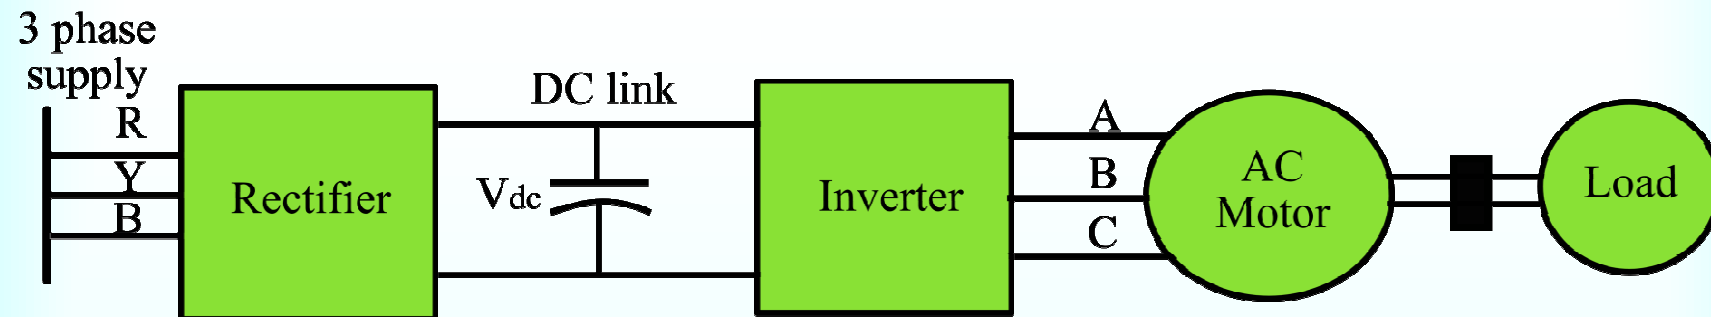 3 phase
supply
R
Y
B
Rectifier
DC link
Vdc
Inverter
A
B
C
AC
Motor
Load